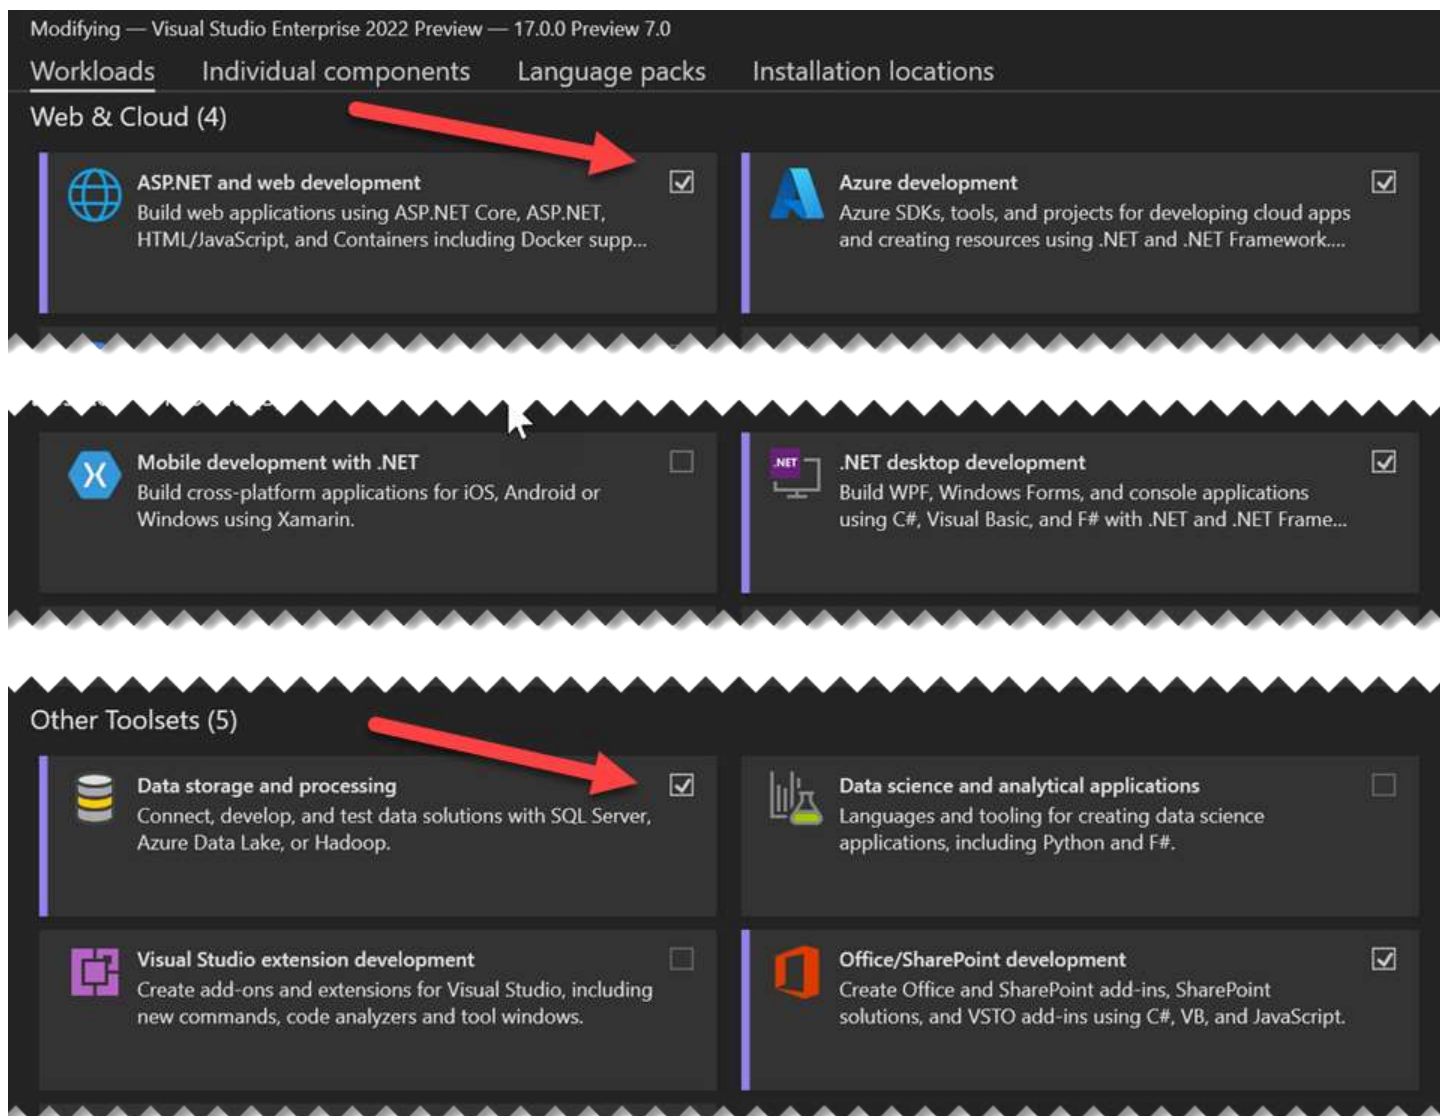 Modifying — Visual Studio Enterprise 2022 Preview — 17.0.0 Preview 7.0
Workloads Individual components Language packs Installation locations
Web & Cloud (4)
ASP.NET and web development
Build web applications using ASP.NET Core, ASP.NET,
HTML/JavaScript, and Containers including Docker supp...
Azure development
Azure SDKs, tools, and projects for developing cloud apps
and creating resources using .NET and .NET Framework....
Mobile development with .NET
Build cross-platform applications for iOS, Android or
Windows using Xamarin.
.NET
.NET desktop development
Build WPF, Windows Forms, and console applications
using C#, Visual Basic, and F# with .NET and .NET Frame...
Other Toolsets (5)
Data storage and processing
Connect, develop, and test data solutions with SQL Server,
Azure Data Lake, or Hadoop.
Data science and analytical applications
Languages and tooling for creating data science
applications, including Python and F#.
Visual Studio extension development
Create add-ons and extensions for Visual Studio, including
new commands, code analyzers and tool windows.
Office/SharePoint development
Create Office and SharePoint add-ins, SharePoint
solutions, and VSTO add-ins using C#, VB, and JavaScript.